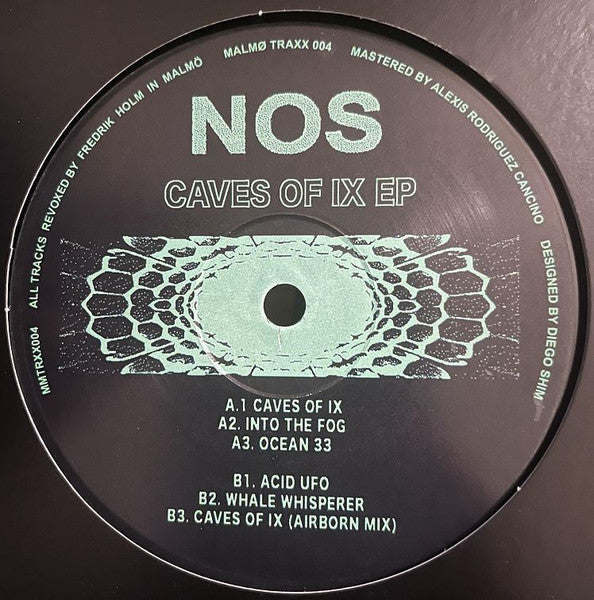 MMTRXX004 ALL TRACKS REVOXED BY FREDRIK HOLM IN MALMÖ MALMØ TRAXX 004 MASTERED BY ALEXIS RODRIGUEZ CANCINO DESIGNED BY DIEGO SHIM
NOS
CAVES OF IX EP
A.1 CAVES OF IX
A2. INTO THE FOG
A3. OCEAN 33
B1. ACID UFO
B2. WHALE WHISPERER
B3. CAVES OF IX (AIRBORN MIX)